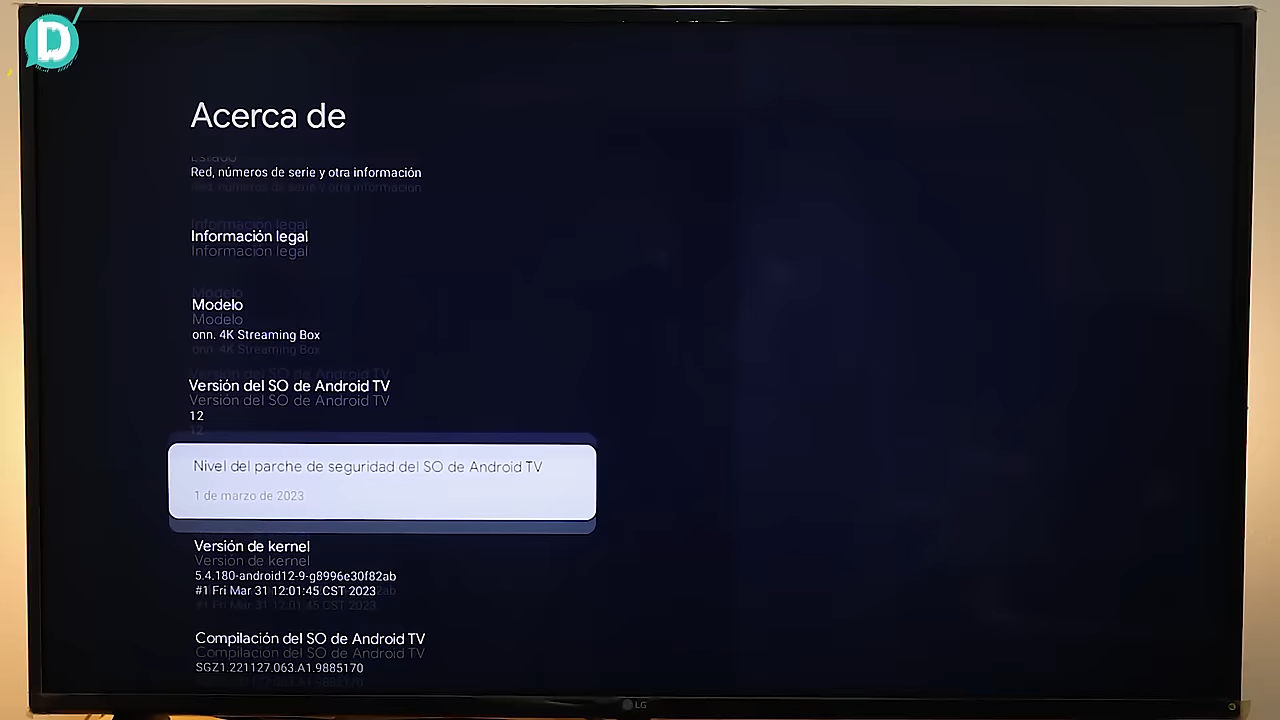 D
Acerca de
Estado
Red, números de serie y otra información
Información legal
Modelo
onn. 4K Streaming Box
Versión del SO de Android TV
12
Nivel del parche de seguridad del SO de Android TV
1 de marzo de 2023
Versión de kernel
5.4.180-android12-9-g8996e30f82ab
#1 Fri Mar 31 12:01:45 CST 2023
Compilación del SO de Android TV
SGZ1.221127.063.A1.9885170
LG